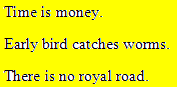 Time is money.
Early bird catches worms.
There is no royal road.